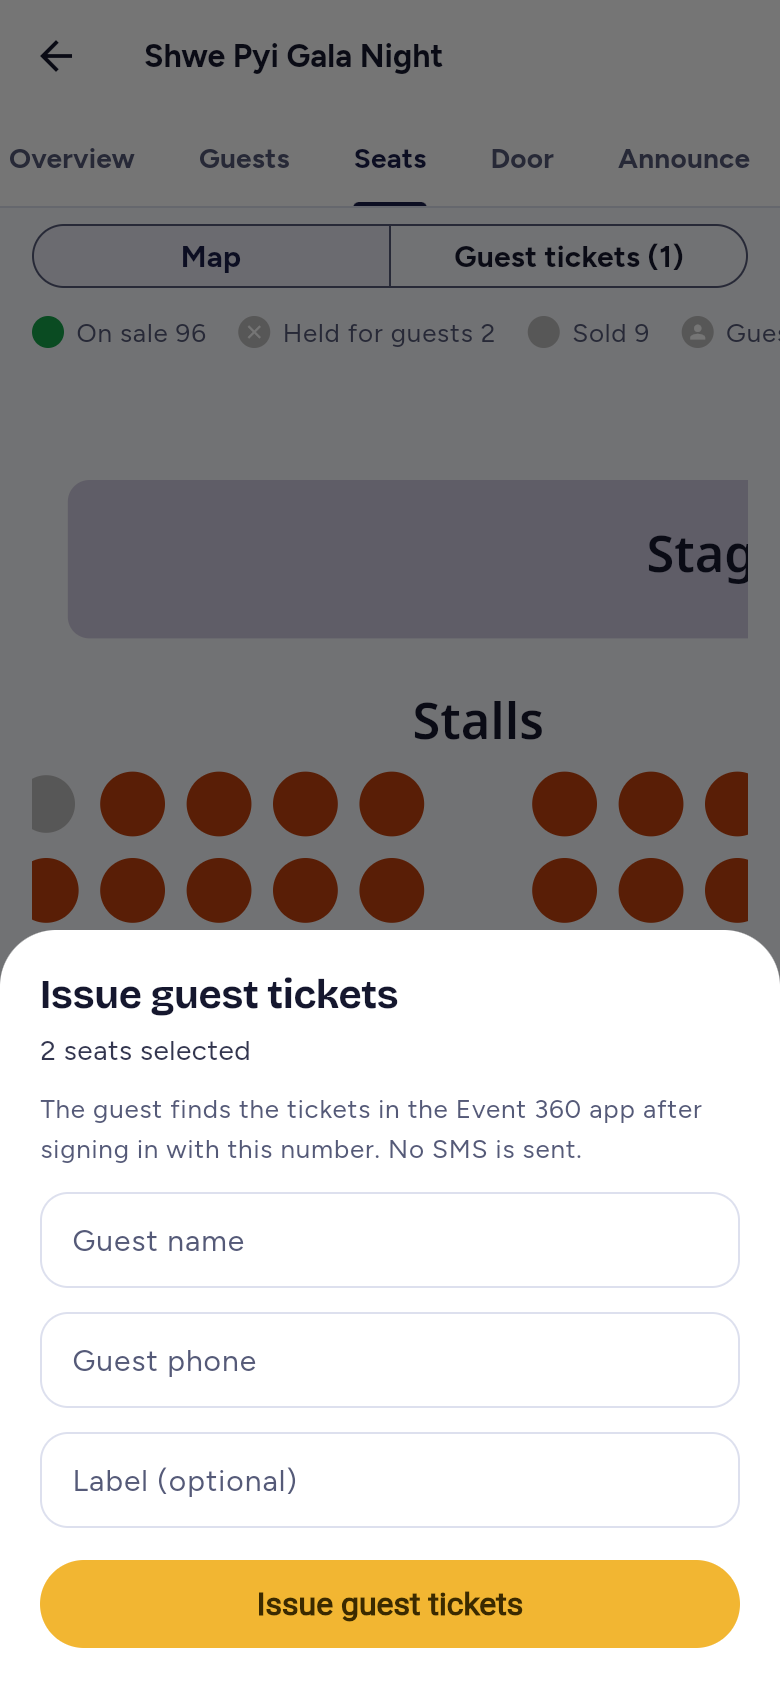 Shwe Pyi Gala Night
Overview Guests Seats Door Announce
Map Guest tickets (1)
On sale 96 Held for guests 2 Sold 9
Stalls
Issue guest tickets
2 seats selected
The guest finds the tickets in the Event 360 app after
signing in with this number. No SMS is sent.
Guest name
Guest phone
Label (optional)
Issue guest tickets